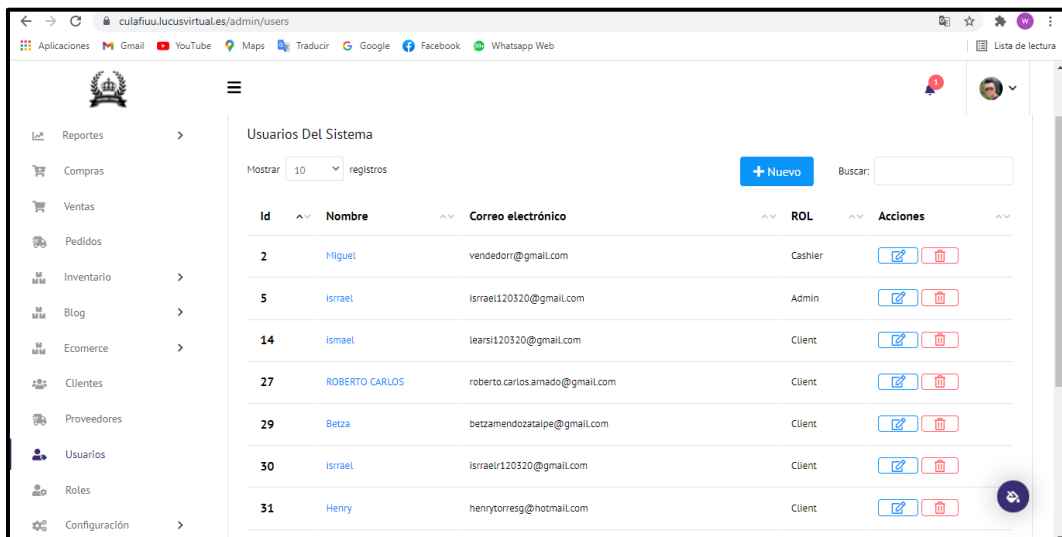 culafiuu.lucusvirtual.es/admin/users
Aplicaciones Gmail YouTube Maps Traducir Google Facebook Whatsapp Web Lista de lectura
1
Reportes
Compras
Ventas
Pedidos
Inventario
Blog
Ecomerce
Clientes
Proveedores
Usuarios
Roles
Configuración
Usuarios Del Sistema
Mostrar 10 registros
Nuevo
Buscar:
Id Nombre Correo electrónico ROL Acciones
2 Miguel vendedorr@gmail.com Cashier
5 isrrael isrrael120320@gmail.com Admin
14 ismael learsi120320@gmail.com Client
27 ROBERTO CARLOS roberto.carlos.arnado@gmail.com Client
29 Betza betzamendozataipe@gmail.com Client
30 isrrael isrraelr120320@gmail.com Client
31 Henry henrytorresg@hotmail.com Client